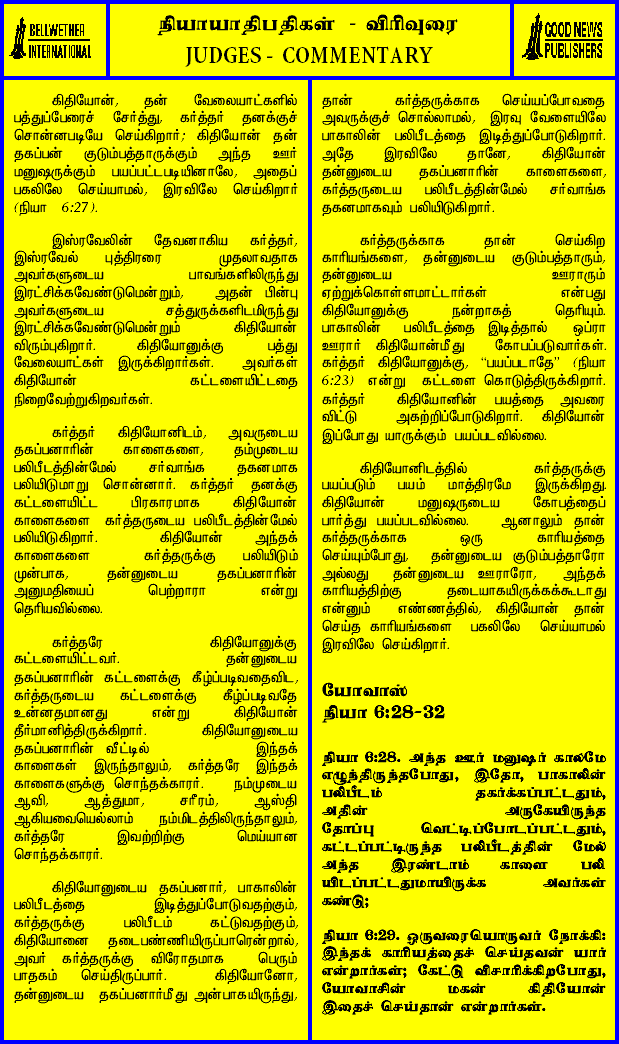 BELLWETHER
INTERNATIONAL
நியாயாதிபதிகள் - விரிவுரை
JUDGES - COMMENTARY
GOOD NEWS
PUBLISHERS
கிதியோன், தன் வேலையாட்களில்
பத்துப்பேரைச் சேர்த்து, கர்த்தர் தனக்குச்
சொன்னபடியே செய்கிறார்; கிதியோன் தன்
தகப்பன் குடும்பத்தாருக்கும் அந்த ஊர்
மனுஷருக்கும் பயப்பட்டபடியினாலே, அதைப்
பகலிலே செய்யாமல், இரவிலே செய்கிறார்
(நியா 6:27).
இஸ்ரவேலின் தேவனாகிய கர்த்தர்,
இஸ்ரவேல் புத்திரரை முதலாவதாக
அவர்களுடைய பாவங்களிலிருந்து
இரட்சிக்கவேண்டுமென்றும், அதன் பின்பு
அவர்களுடைய சத்துருக்களிடமிருந்து
இரட்சிக்கவேண்டுமென்றும் கிதியோன்
விரும்புகிறார். கிதியோனுக்கு பத்து
வேலையாட்கள் இருக்கிறார்கள். அவர்கள்
கிதியோன் கட்டளையிட்டதை
நிறைவேற்றுகிறவர்கள்.
கர்த்தர் கிதியோனிடம், அவருடைய
தகப்பனாரின் காளைகளை, தம்முடைய
பலிபீடத்தின்மேல் சர்வாங்க தகனமாக
பலியிடுமாறு சொன்னார். கர்த்தர் தனக்கு
கட்டளையிட்ட பிரகாரமாக கிதியோன்
காளைகளை கர்த்தருடைய பலிபீடத்தின்மேல்
பலியிடுகிறார். கிதியோன் அந்தக்
காளைகளை கர்த்தருக்கு பலியிடும்
முன்பாக, தன்னுடைய தகப்பனாரின்
அனுமதியைப் பெற்றாரா என்று
தெரியவில்லை.
கர்த்தரே கிதியோனுக்கு
கட்டளையிட்டவர். தன்னுடைய
தகப்பனாரின் கட்டளைக்கு கீழ்ப்படிவதைவிட,
கர்த்தருடைய கட்டளைக்கு கீழ்ப்படிவதே
உன்னதமானது என்று கிதியோன்
தீர்மானித்திருக்கிறார். கிதியோனுடைய
தகப்பனாரின் வீட்டில் இந்தக்
காளைகள் இருந்தாலும், கர்த்தரே இந்தக்
காளைகளுக்கு சொந்தக்காரர். நம்முடைய
ஆவி, ஆத்துமா, சரீரம், ஆஸ்தி
ஆகியவையெல்லாம் நம்மிடத்திலிருந்தாலும்,
கர்த்தரே இவற்றிற்கு மெய்யான
சொந்தக்காரர்.
கிதியோனுடைய தகப்பனார், பாகாலின்
பலிபீடத்தை இடித்துப்போடுவதற்கும்,
கர்த்தருக்கு பலிபீடம் கட்டுவதற்கும்,
கிதியோனை தடைபண்ணியிருப்பாரென்றால்,
அவர் கர்த்தருக்கு விரோதமாக பெரும்
பாதகம் செய்திருப்பார். கிதியோனோ,
தன்னுடைய தகப்பனார்மீது அன்பாகயிருந்து,
தான் கர்த்தருக்காக செய்யப்போவதை
அவருக்குச் சொல்லாமல், இரவு வேளையிலே
பாகாலின் பலிபீடத்தை இடித்துப்போடுகிறார்.
அதே இரவிலே தானே, கிதியோன்
தன்னுடைய தகப்பனாரின் காளைகளை,
கர்த்தருடைய பலிபீடத்தின்மேல் சர்வாங்க
தகனமாகவும் பலியிடுகிறார்.
கர்த்தருக்காக தான் செய்கிற
காரியங்களை, தன்னுடைய குடும்பத்தாரும்,
தன்னுடைய ஊராரும்
ஏற்றுக்கொள்ளமாட்டார்கள் என்பது
கிதியோனுக்கு நன்றாகத் தெரியும்.
பாகாலின் பலிபீடத்தை இடித்தால் ஒப்ரா
ஊரார் கிதியோன்மீது கோபப்படுவார்கள்.
கர்த்தர் கிதியோனுக்கு, “பயப்படாதே” (நியா
6:23) என்று கட்டளை கொடுத்திருக்கிறார்.
கர்த்தர் கிதியோனின் பயத்தை அவரை
விட்டு அகற்றிப்போடுகிறார். கிதியோன்
இப்போது யாருக்கும் பயப்படவில்லை.
கிதியோனிடத்தில் கர்த்தருக்கு
பயப்படும் பயம் மாத்திரமே இருக்கிறது.
கிதியோன் மனுஷருடைய கோபத்தைப்
பார்த்து பயப்படவில்லை. ஆனாலும் தான்
கர்த்தருக்காக ஒரு காரியத்தை
செய்யும்போது, தன்னுடைய குடும்பத்தாரோ
அல்லது தன்னுடைய ஊராரோ, அந்தக்
காரியத்திற்கு தடையாகயிருக்கக்கூடாது
என்னும் எண்ணத்தில், கிதியோன் தான்
செய்த காரியங்களை பகலிலே செய்யாமல்
இரவிலே செய்கிறார்.
யோவாஸ்
நியா 6:28-32
நியா 6:28. அந்த ஊர் மனுஷர் காலமே
எழுந்திருந்தபோது, இதோ, பாகாலின்
பலிபீடம் தகர்க்கப்பட்டதும்,
அதின் அருகேயிருந்த
தோப்பு வெட்டிப்போடப்பட்டதும்,
கட்டப்பட்டிருந்த பலிபீடத்தின் மேல்
அந்த இரண்டாம் காளை பலி
யிடப்பட்டதுமாயிருக்க அவர்கள்
கண்டு;
நியா 6:29. ஒருவரையொருவர் நோக்கி:
இந்தக் காரியத்தைச் செய்தவன் யார்
என்றார்கள்; கேட்டு விசாரிக்கிறபோது,
யோவாசின் மகன் கிதியோன்
இதைச் செய்தான் என்றார்கள்.